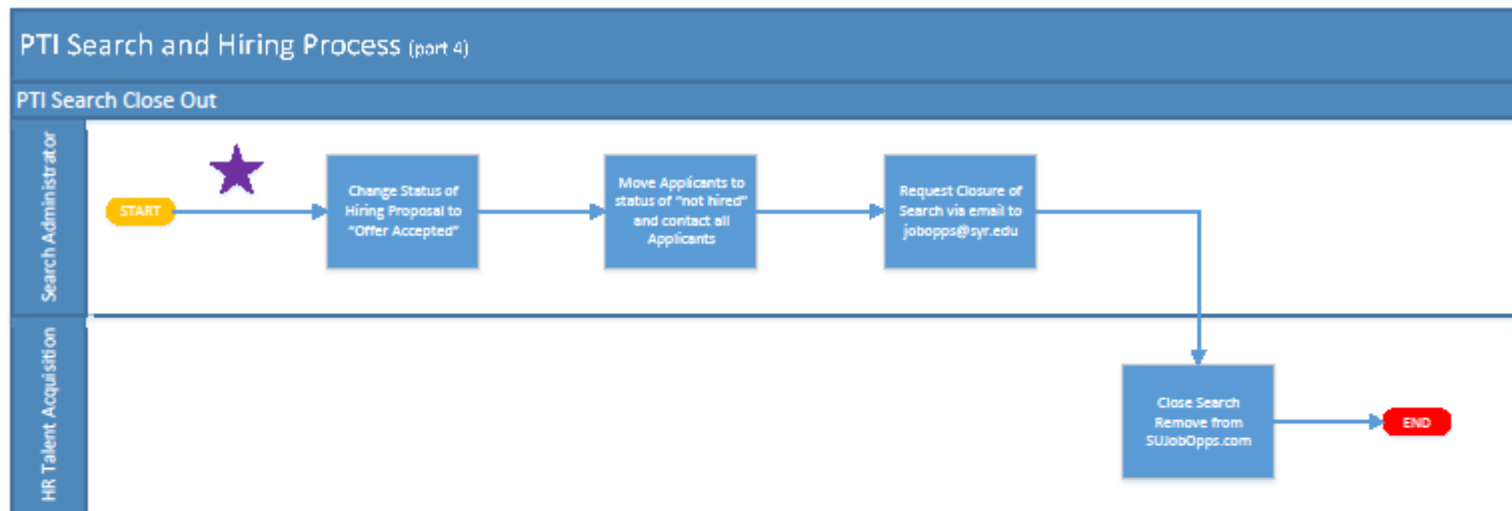 PTI Search and Hiring Process (part 4)
PTI Search Close Out
Search Administrator
START
Change Status of
Hiring Proposal to
“Offer Accepted”
Move Applicants to
status of “not hired”
and contact all
Applicants
Request Closure of
Search via email to
jobopps@syr.edu
HR Talent Acquisition
Close Search
Remove from
SUJobOpps.com
END